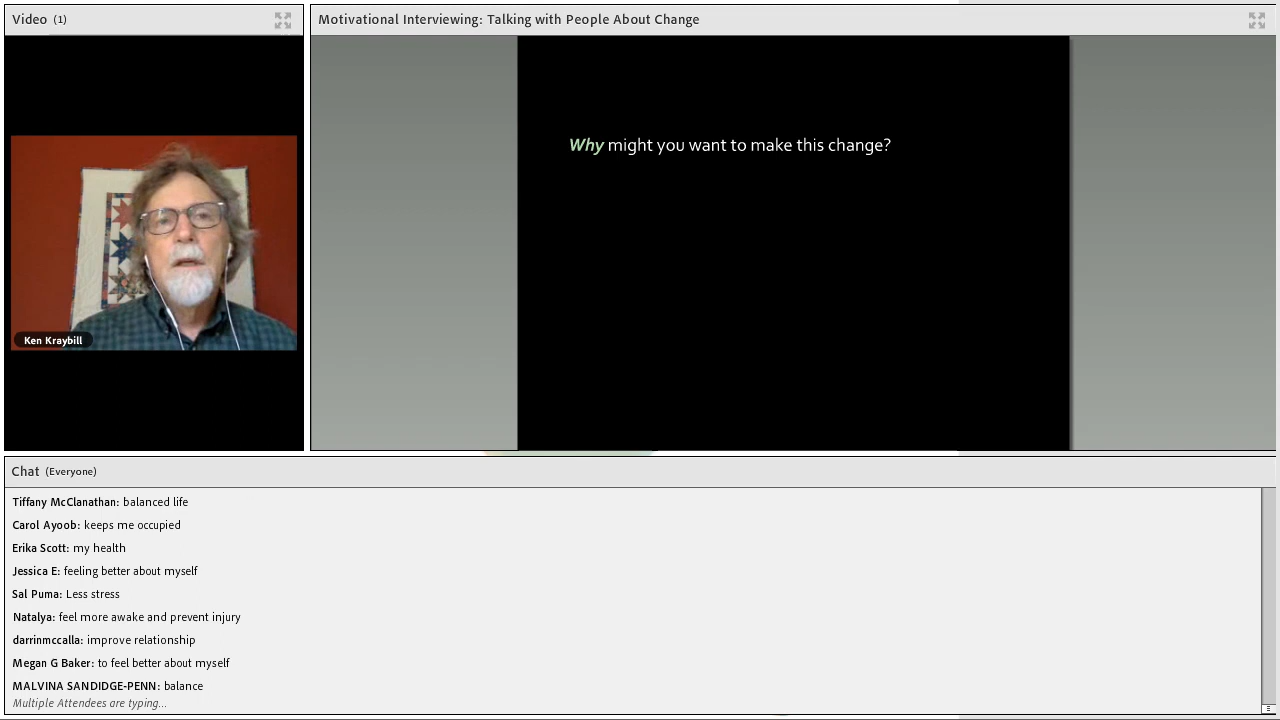 Video (1)
Motivational Interviewing: Talking with People About Change
Why might you want to make this change?
Ken Kraybill
Chat (Everyone)
Tiffany McClanathan: balanced life
Carol Ayoob: keeps me occupied
Erika Scott: my health
Jessica E: feeling better about myself
Sal Puma: Less stress
Natalya: feel more awake and prevent injury
darrinmccalla: improve relationship
Megan G Baker: to feel better about myself
MALVINA SANDIDGE-PENN: balance
Multiple Attendees are typing...